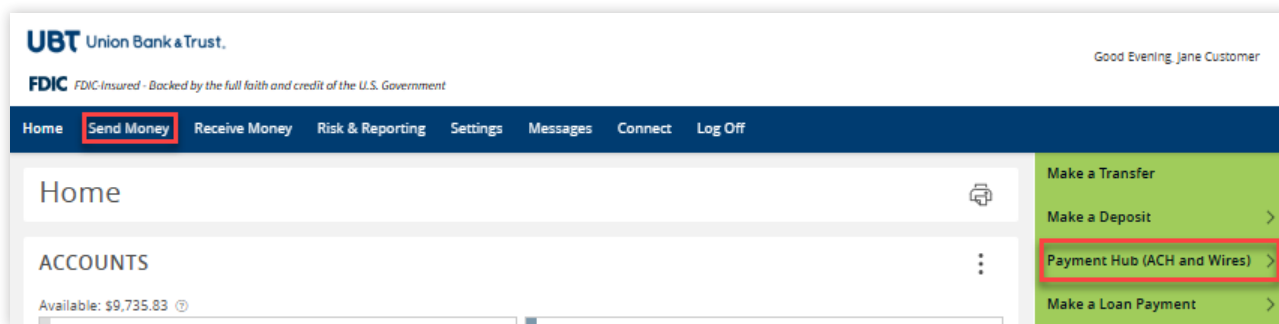 UBT Union Bank & Trust.
Good Evening, Jane Customer
FDIC FDIC-Insured - Backed by the full faith and credit of the U.S. Government
Home Send Money Receive Money Risk & Reporting Settings Messages Connect Log Off
Home
ACCOUNTS
Available: $9,735.83
Make a Transfer
Make a Deposit
Payment Hub (ACH and Wires)
Make a Loan Payment